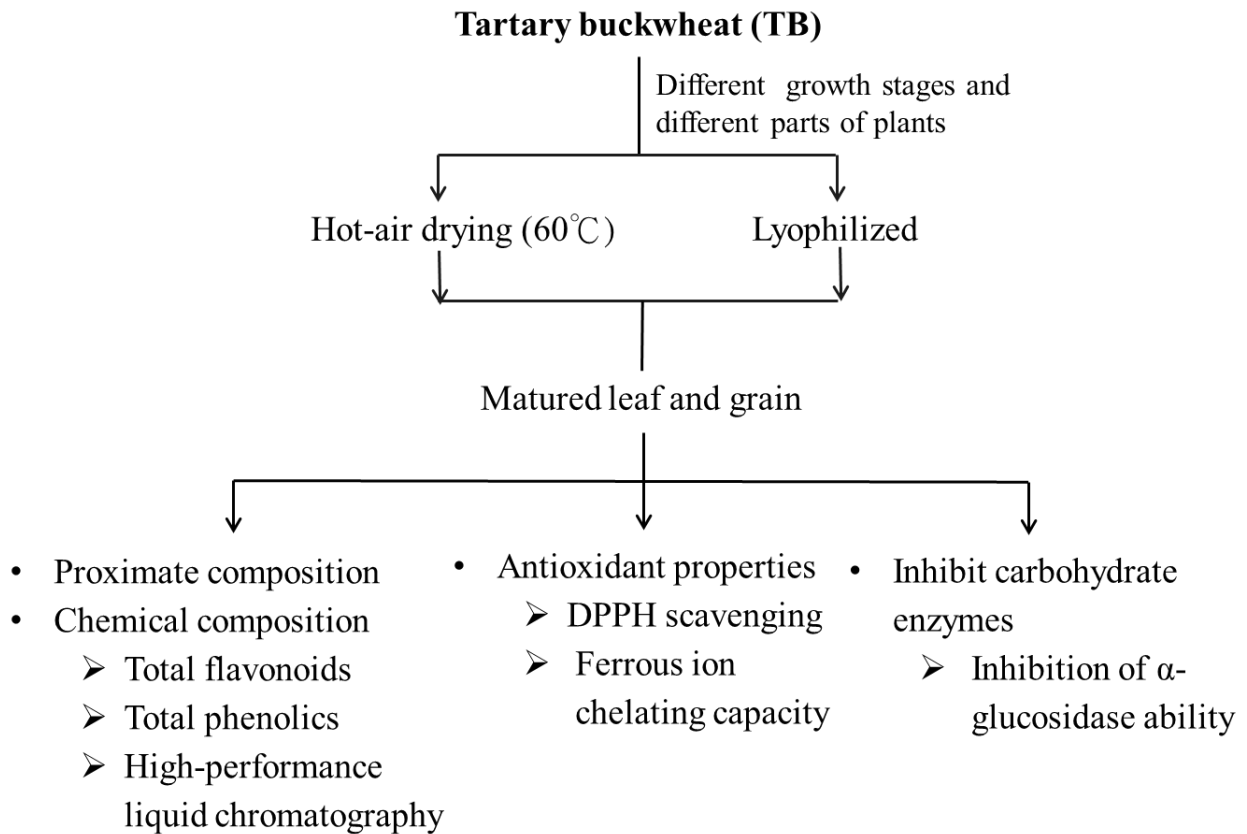 Tartary buckwheat (TB)
Different growth stages and
different parts of plants
Hot-air drying (60℃)
Lyophilized
Matured leaf and grain
• Proximate composition
• Chemical composition
➢ Total flavonoids
➢ Total phenolics
➢ High-performance
liquid chromatography
• Antioxidant properties
➢ DPPH scavenging
➢ Ferrous ion
chelating capacity
• Inhibit carbohydrate
enzymes
➢ Inhibition of α-
glucosidase ability